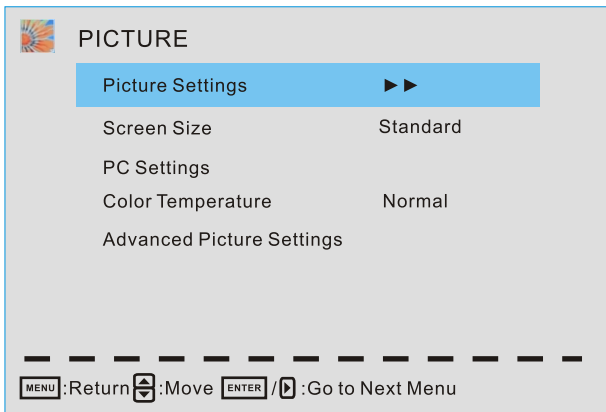 PICTURE
Picture Settings ►►
Screen Size Standard
PC Settings
Color Temperature Normal
Advanced Picture Settings
MENU:Return :Move ENTER/ :Go to Next Menu